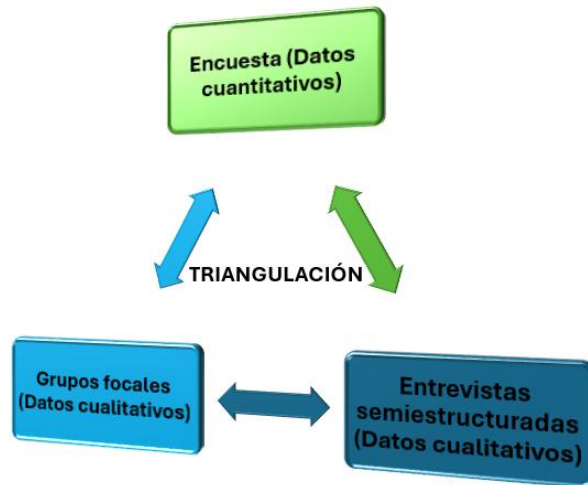 Encuesta (Datos
cuantitativos)
TRIANGULACIÓN
Grupos focales
(Datos cualitativos)
Entrevistas
semiestructuradas
(Datos cualitativos)